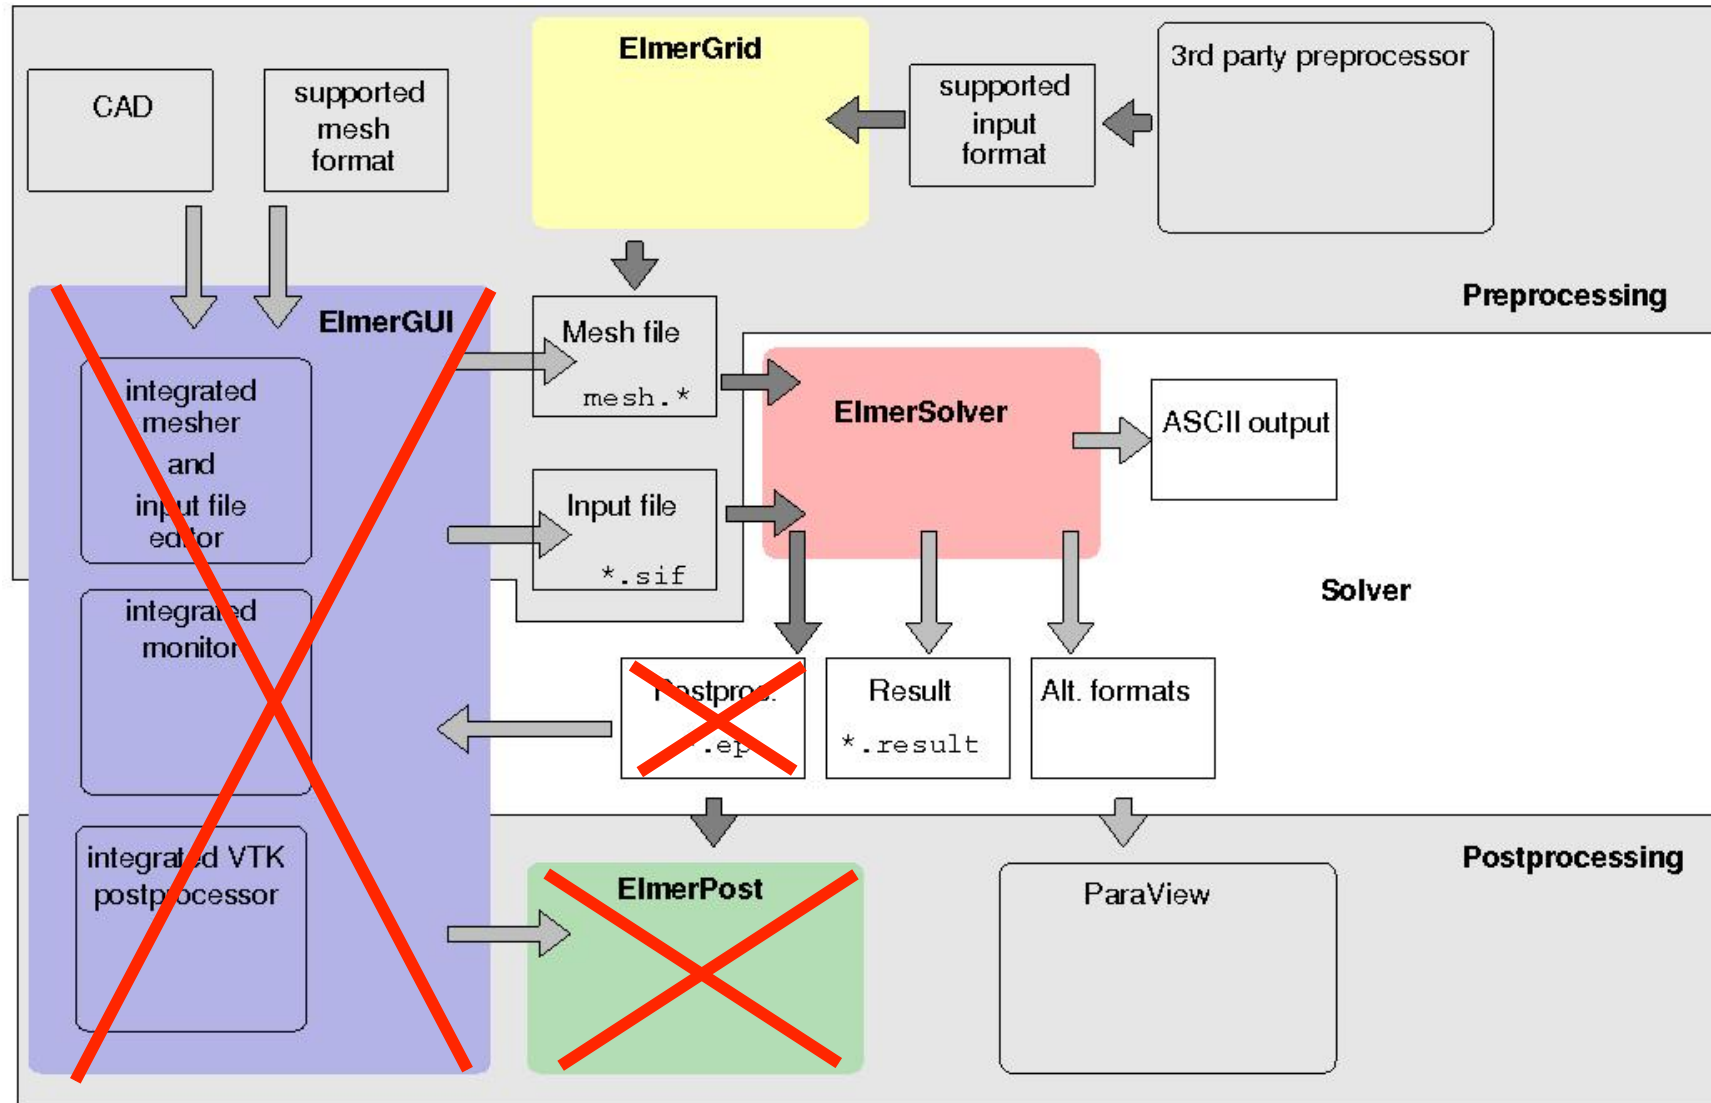 ElmerGrid
3rd party preprocessor
CAD
supported
mesh
format
supported
input
format
Preprocessing
ElmerGUI
Mesh file
mesh.*
integrated
mesher
and
input file
editor
ElmerSolver
ASCII output
Input file
*.sif
Solver
integrated
monitor
Postproc.
.ep
Result
*.result
Alt. formats
integrated VTK
postprocessor
ElmerPost
ParaView
Postprocessing